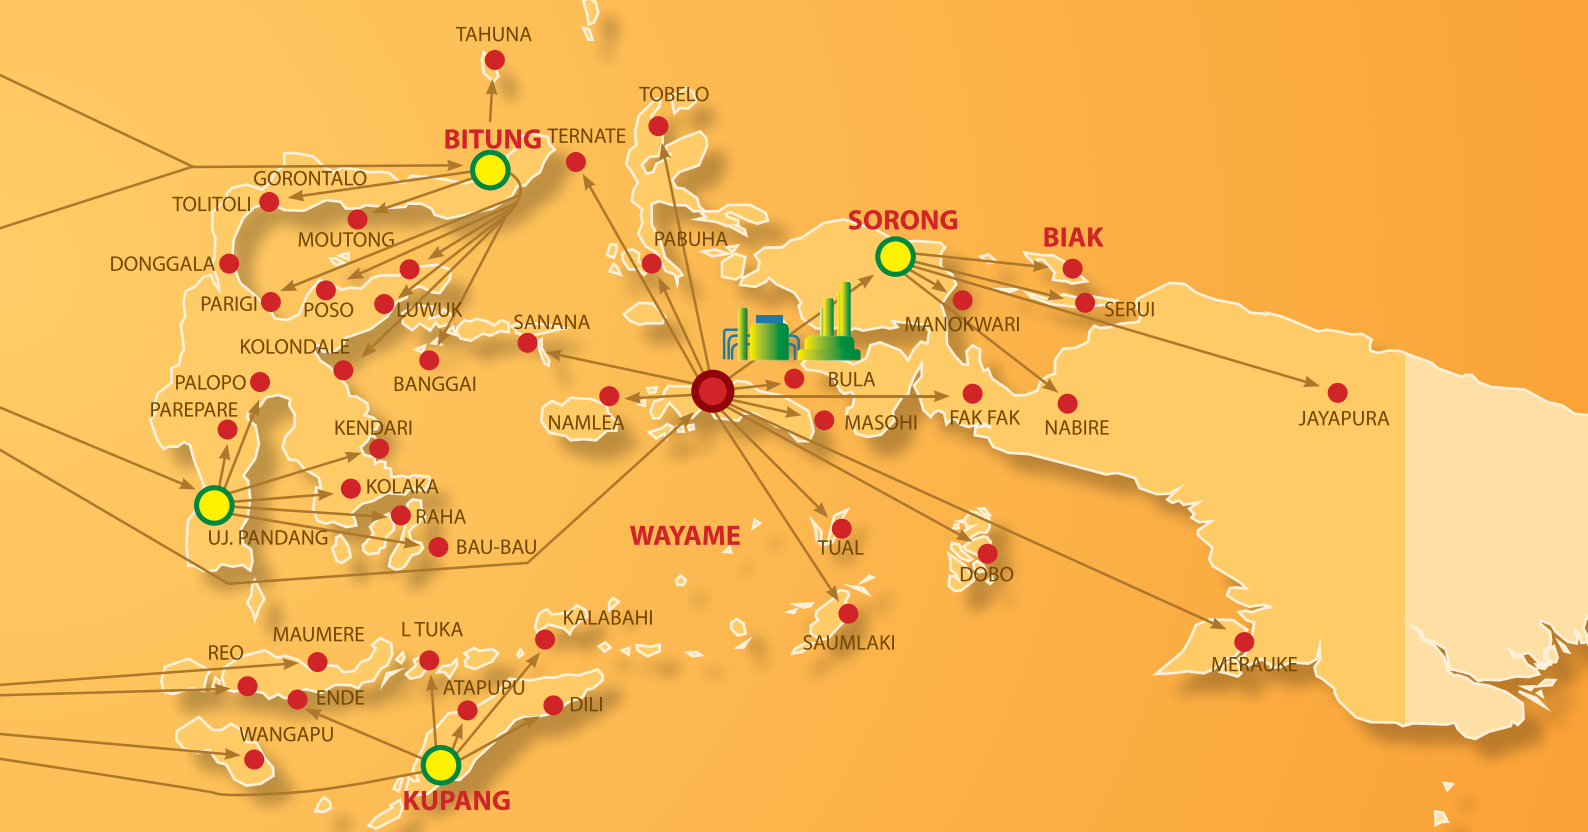 TAHUNA
TOBELO
BITUNG
TERNATE
GORONTALO
TOLITOLI
MOUTONG
PABUHA
SORONG
BIAK
DONGGALA
PARIGI
POSO
LUWUK
SANANA
MANOKWARI
SERUI
KOLONDALE
PALOPO
BANGGAI
BULA
PAREPARE
NAMLEA
MASOHI
FAK FAK
NABIRE
JAYAPURA
KENDARI
KOLAKA
RAHA
UJ. PANDANG
BAU-BAU
WAYAME
TUAL
DOBO
KALABAHI
L TUKA
MAUMERE
REO
SAUMLAKI
MERAUKE
ATAPUPU
ENDE
DILI
WANGAPU
KUPANG